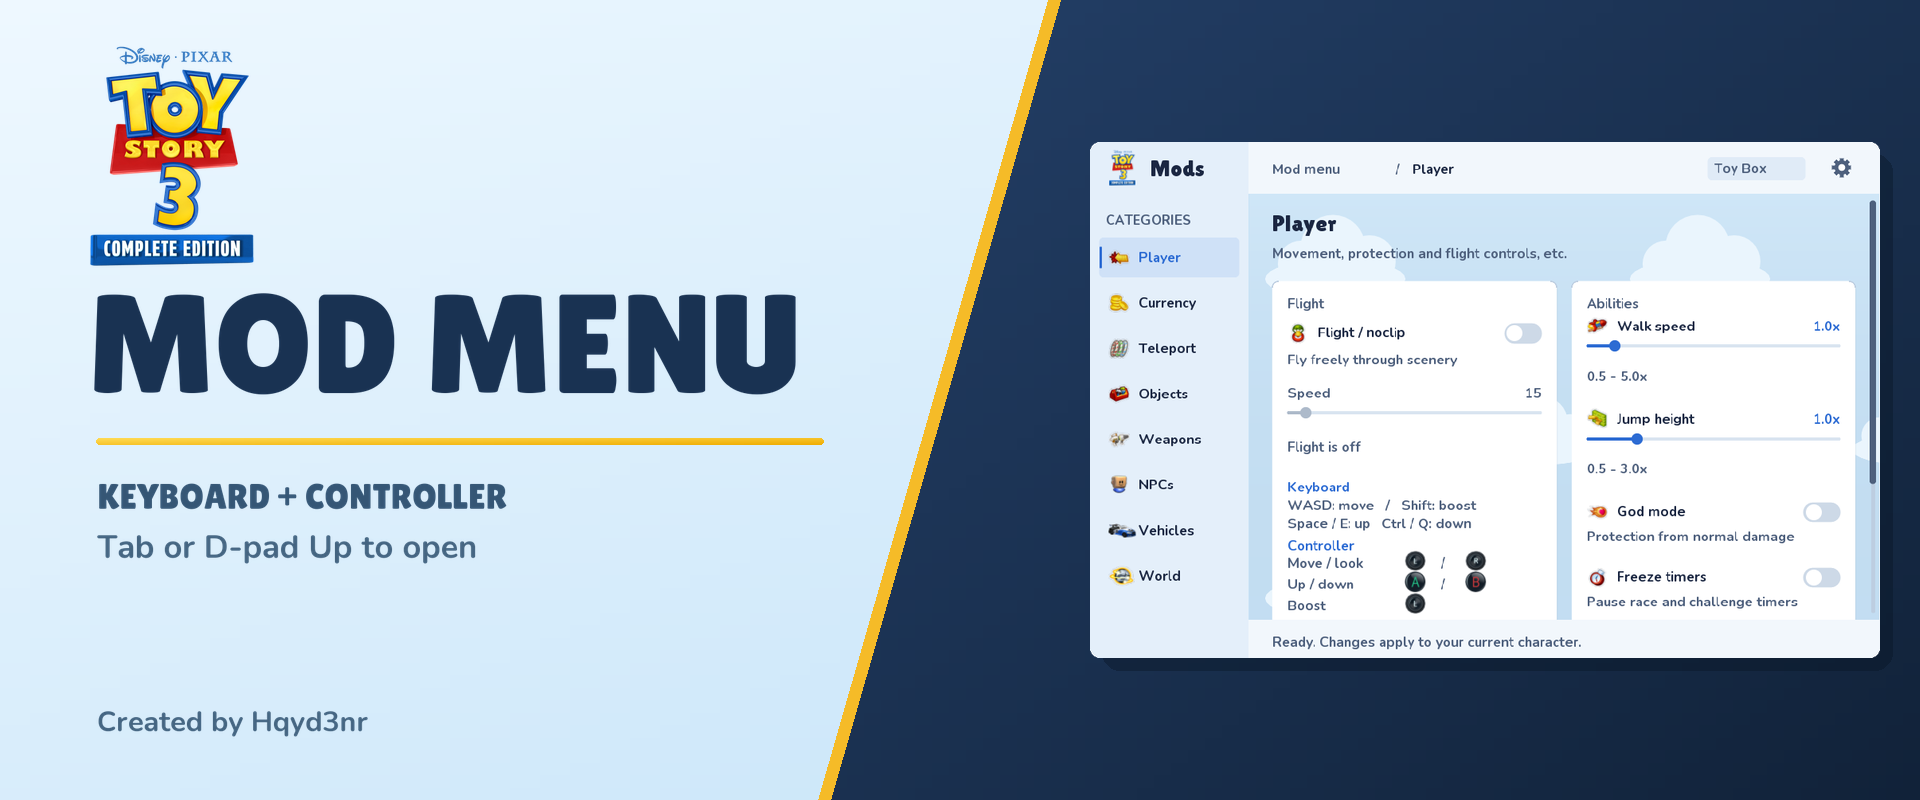 Disney · PIXAR
TOY
STORY
3
COMPLETE EDITION
MOD MENU
KEYBOARD + CONTROLLER
Tab or D-pad Up to open
Created by Hqyd3nr
Mods
CATEGORIES
Player
Currency
Teleport
Objects
Weapons
NPCs
Vehicles
World
Mod menu / Player
Toy Box
Player
Movement, protection and flight controls, etc.
Flight
Flight / noclip
Fly freely through scenery
Speed 15
Flight is off
Keyboard
WASD: move / Shift: boost
Space / E: up Ctrl / Q: down
Controller
Move / look L / R
Up / down A / B
Boost L
Abilities
Walk speed 1.0x
0.5 - 5.0x
Jump height 1.0x
0.5 - 3.0x
God mode
Protection from normal damage
Freeze timers
Pause race and challenge timers
Ready. Changes apply to your current character.